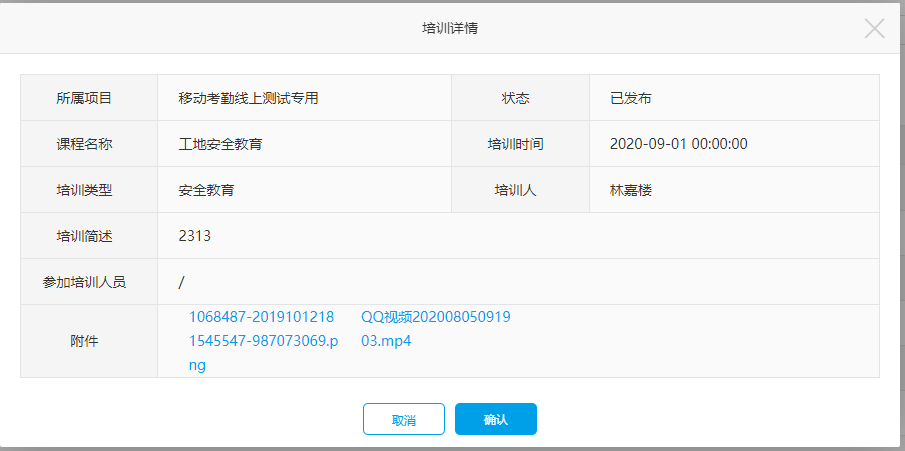 培训详情
所属项目 移动考勤线上测试专用 状态 已发布
课程名称 工地安全教育 培训时间 2020-09-01 00:00:00
培训类型 安全教育 培训人 林嘉楼
培训简述 2313
参加培训人员 /
附件
1068487-2019101218
1545547-987073069.p
ng
QQ视频202008050919
03.mp4
取消 确认